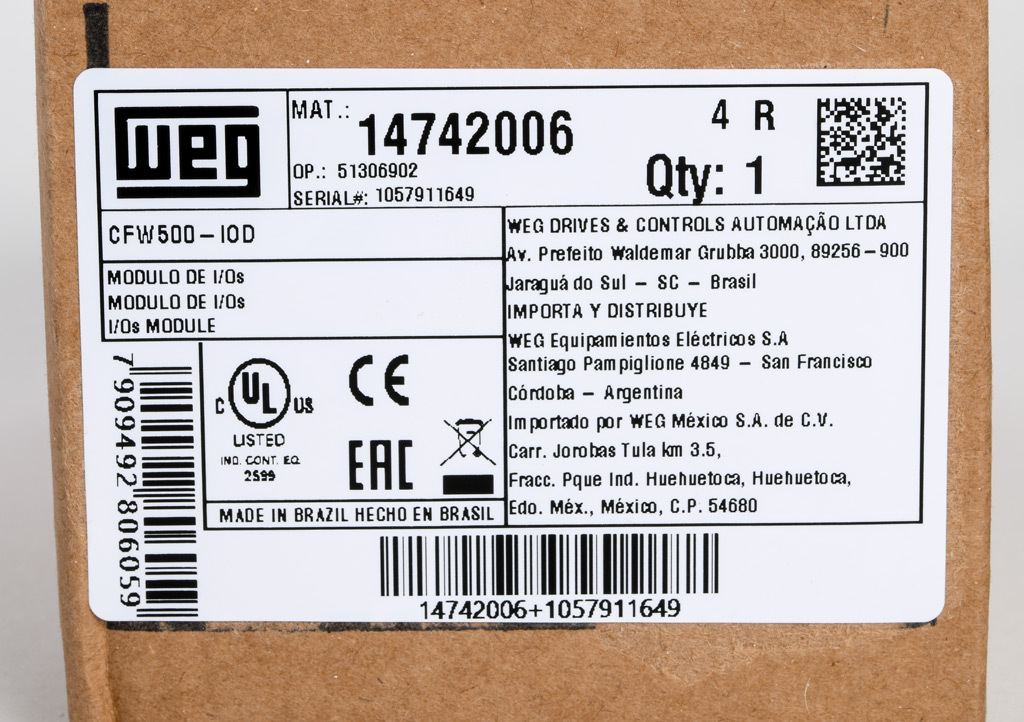 weg
MAT.: 14742006
4 R
OP.: 51306902
Qty: 1
SERIAL#: 1057911649
CFW500-IOD
MODULO DE I/Os
MODULO DE I/Os
I/Os MODULE
WEG DRIVES & CONTROLS AUTOMAÇÃO LTDA
Av. Prefeito Waldemar Grubba 3000, 89256-900
Jaraguá do Sul - SC - Brasil
IMPORTA Y DISTRIBUYE
WEG Equipamientos Eléctricos S.A
Santiago Pampiglione 4849 - San Francisco
Córdoba - Argentina
Importado por WEG México S.A. de C.V.
Carr. Jorobas Tula km 3.5,
Fracc. Pque Ind. Huehuetoca, Huehuetoca,
Edo. Méx., México, C.P. 54680
7 909492 806059
C UL US
LISTED
IND. CONT. EQ
2S99
CE
EAC
MADE IN BRAZIL HECHO EN BRASIL
14742006+1057911649